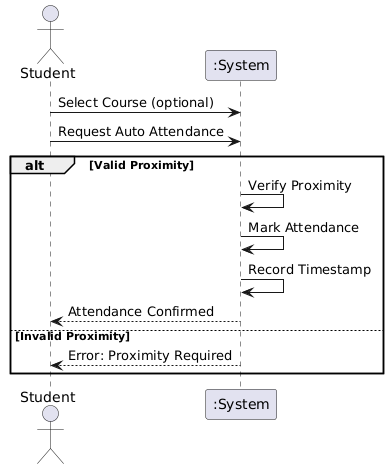 Student
:System
Select Course (optional)
Request Auto Attendance
alt [Valid Proximity]
Verify Proximity
Mark Attendance
Record Timestamp
Attendance Confirmed
[Invalid Proximity]
Error: Proximity Required
Student
:System